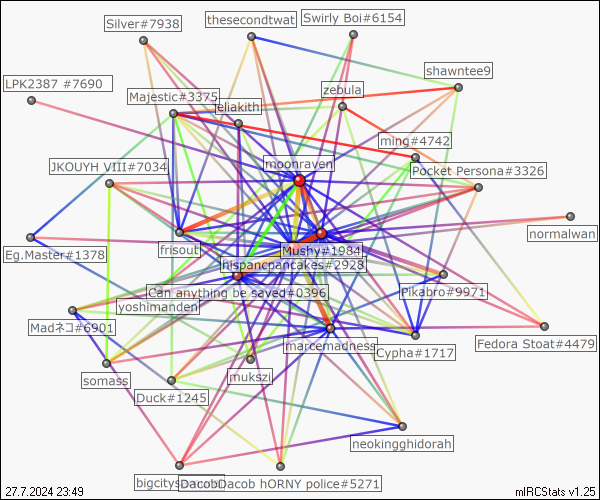 Silver#7938
thesecondtwat
Swirly Boi#6154
shawntee9
LPK2387 #7690
Majestic#3375
eliakith
zebula
ming#4742
JKOUYH VIII#7034
moonraven
Pocket Persona#3326
normalwan
Eg.Master#1378
frisout
Mushy#1984
hispancpancakes#2928
Can anything be saved#0396
Pikabro#9971
yoshimanden
Madネコ#6901
marcemadness
Cypha#1717
Fedora Stoat#4479
somass
mukszi
Duck#1245
neokingghidorah
DacobDacob hORNY police#5271
27.7.2024 23:49
mIRCStats v1.25